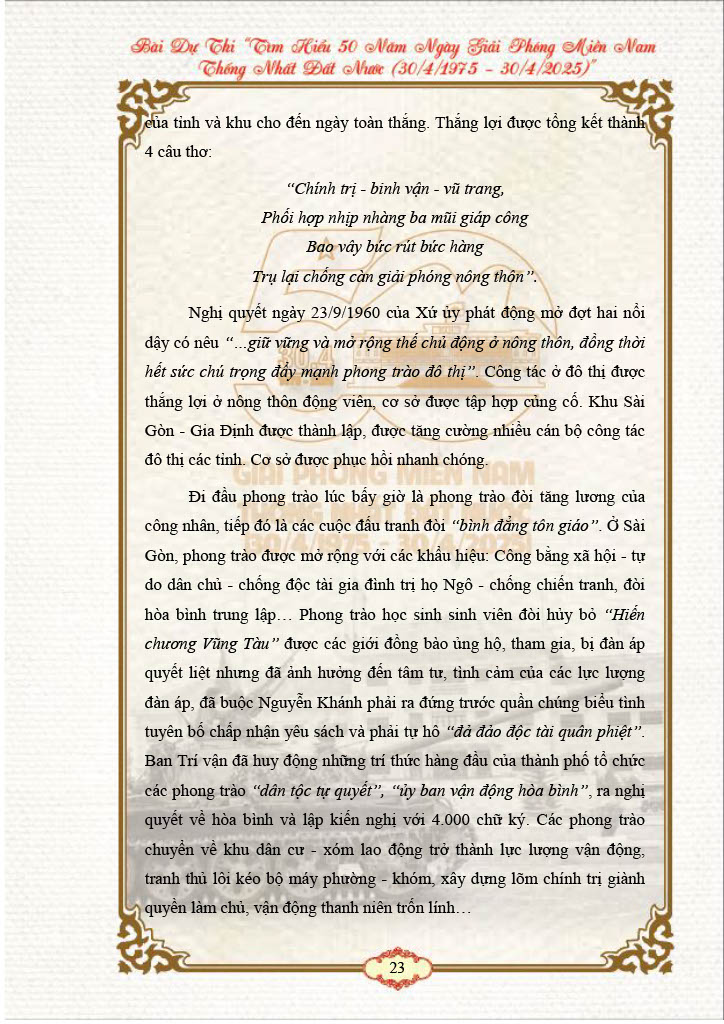 Bài Dự Thi "Tìm Hiểu 50 Năm Ngày Giải Phóng Miền Nam
Thống Nhất Đất Nước (30/4/1975 - 30/4/2025)"
của tỉnh và khu cho đến ngày toàn thắng. Thắng lợi được tổng kết thành
4 câu thơ:
“Chính trị - binh vận - vũ trang,
Phối hợp nhịp nhàng ba mũi giáp công
Bao vây bức rút bức hàng
Trụ lại chống càn giải phóng nông thôn”.
Nghị quyết ngày 23/9/1960 của Xứ ủy phát động mở đợt hai nổi
dậy có nêu “...giữ vững và mở rộng thế chủ động ở nông thôn, đồng thời
hết sức chú trọng đẩy mạnh phong trào đô thị”. Công tác ở đô thị được
thắng lợi ở nông thôn động viên, cơ sở được tập hợp củng cố. Khu Sài
Gòn - Gia Định được thành lập, được tăng cường nhiều cán bộ công tác
đô thị các tỉnh. Cơ sở được phục hồi nhanh chóng.
Đi đầu phong trào lúc bấy giờ là phong trào đòi tăng lương của
công nhân, tiếp đó là các cuộc đấu tranh đòi “bình đẳng tôn giáo”. Ở Sài
Gòn, phong trào được mở rộng với các khẩu hiệu: Công bằng xã hội - tự
do dân chủ - chống độc tài gia đình trị họ Ngô - chống chiến tranh, đòi
hòa bình trung lập… Phong trào học sinh sinh viên đòi hủy bỏ “Hiến
chương Vũng Tàu” được các giới đồng bào ủng hộ, tham gia, bị đàn áp
quyết liệt nhưng đã ảnh hưởng đến tâm tư, tình cảm của các lực lượng
đàn áp, đã buộc Nguyễn Khánh phải ra đứng trước quần chúng biểu tình
tuyên bố chấp nhận yêu sách và phải tự hô “đả đảo độc tài quân phiệt”.
Ban Trí vận đã huy động những trí thức hàng đầu của thành phố tổ chức
các phong trào “dân tộc tự quyết”, “ủy ban vận động hòa bình”, ra nghị
quyết về hòa bình và lập kiến nghị với 4.000 chữ ký. Các phong trào
chuyển về khu dân cư - xóm lao động trở thành lực lượng vận động,
tranh thủ lôi kéo bộ máy phường - khóm, xây dựng lõm chính trị giành
quyền làm chủ, vận động thanh niên trốn lính…
50
30.4
GIẢI PHÓNG MIỀN NAM
THỐNG NHẤT ĐẤT NƯỚC
(30/4/1975 - 30/4/2025)
23